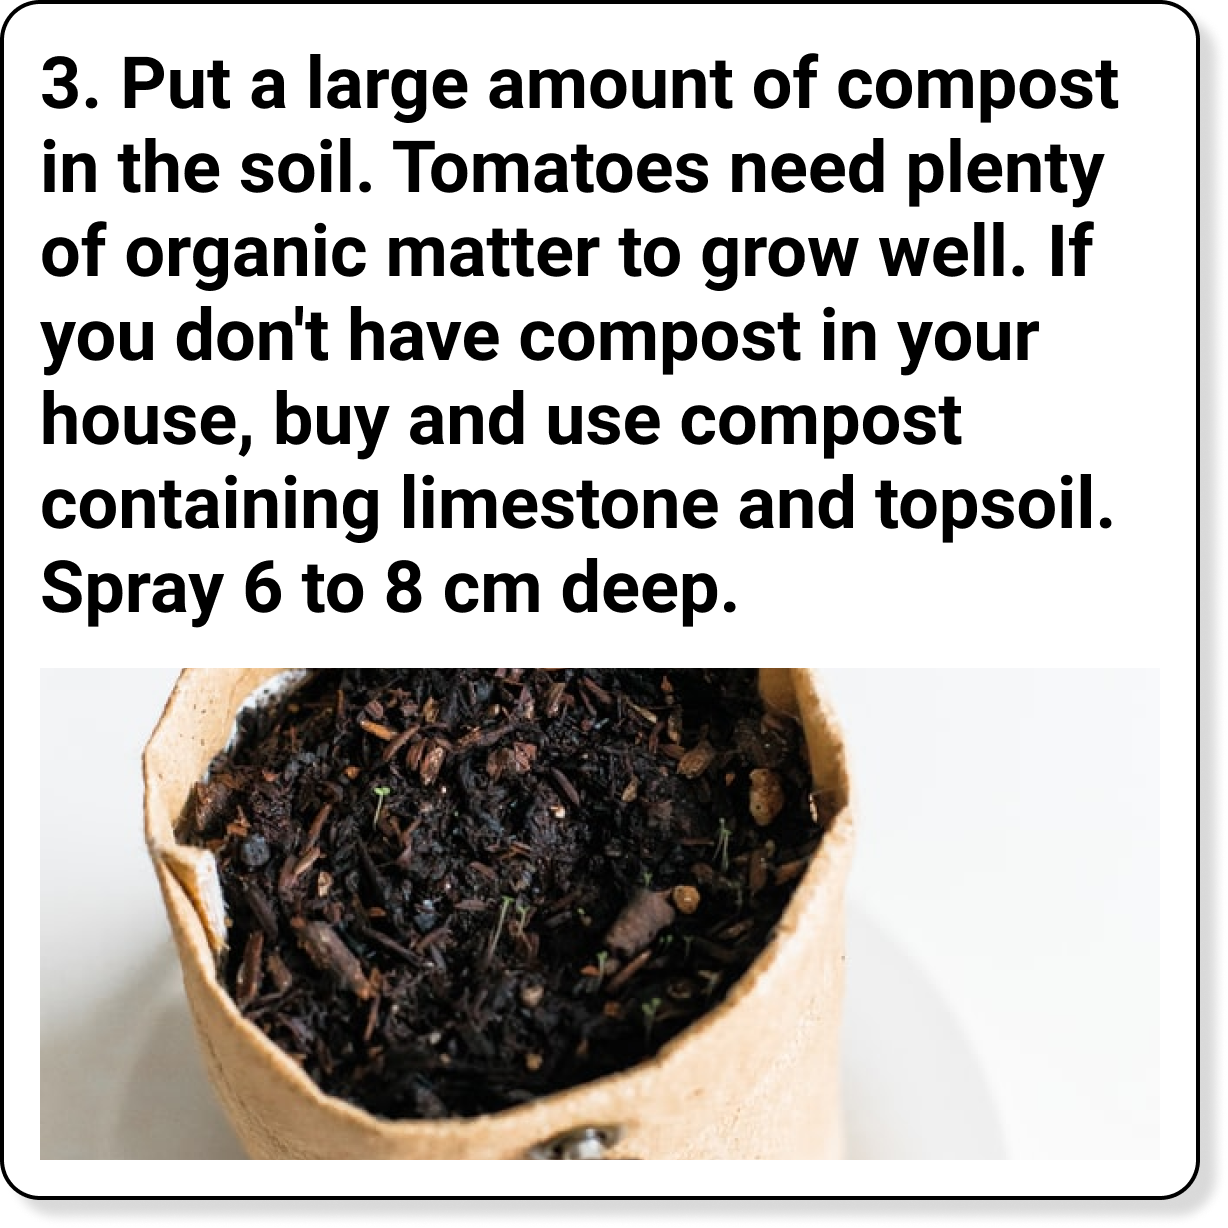 3. Put a large amount of compost
in the soil. Tomatoes need plenty
of organic matter to grow well. If
you don't have compost in your
house, buy and use compost
containing limestone and topsoil.
Spray 6 to 8 cm deep.